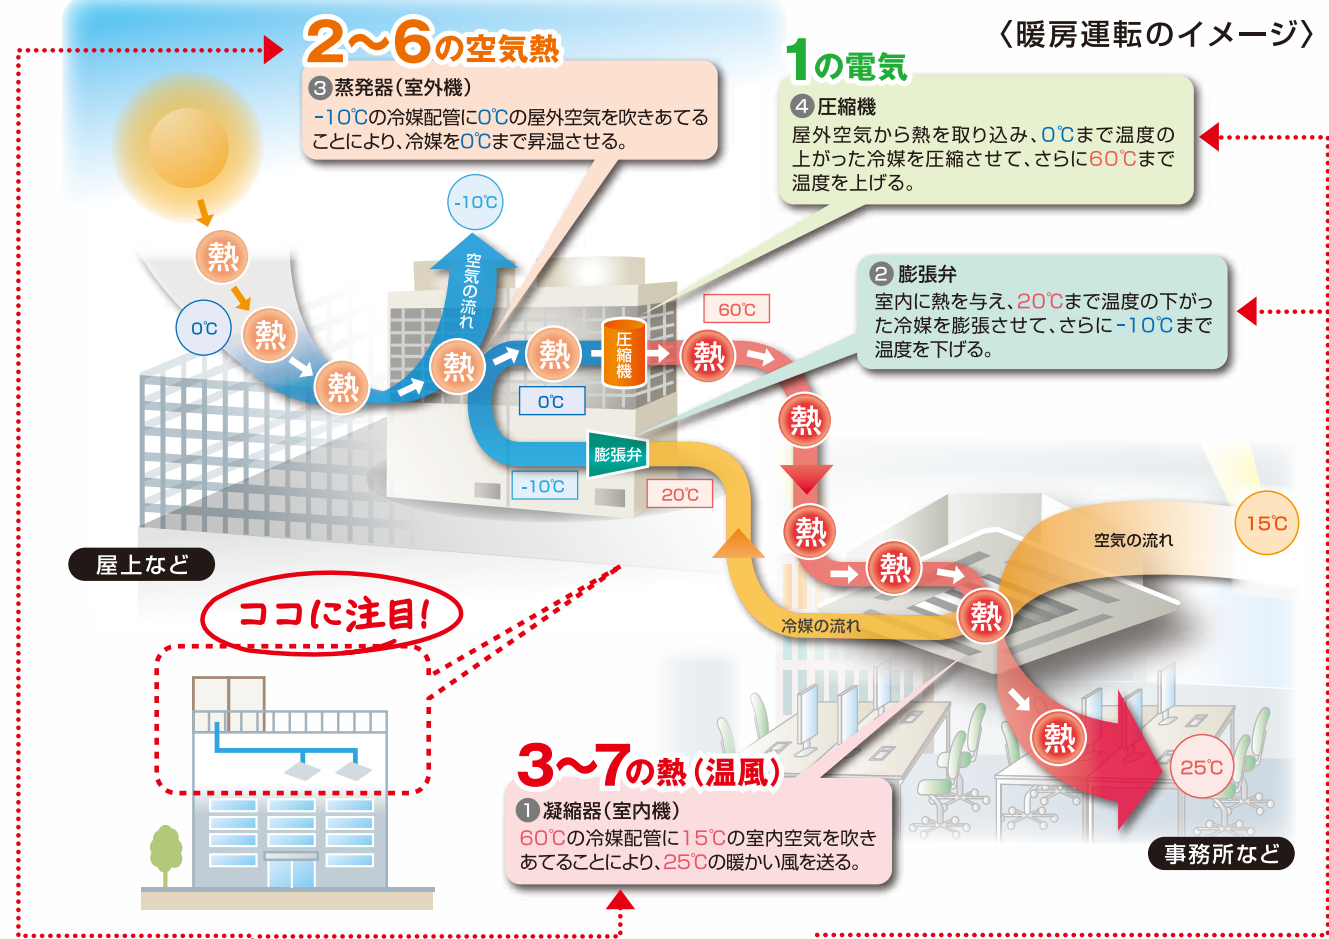 〈暖房運転のイメージ〉
2〜6の空気熱
③蒸発器（室外機）
-10℃の冷媒配管に0℃の屋外空気を吹きあてる
ことにより、冷媒を0℃まで昇温させる。
1の電気
④圧縮機
屋外空気から熱を取り込み、0℃まで温度の
上がった冷媒を圧縮させて、さらに60℃まで
温度を上げる。
②膨張弁
室内に熱を与え、20℃まで温度の下がっ
た冷媒を膨張させて、さらに-10℃まで
温度を下げる。
-10℃
空気の流れ
熱
0℃
熱
熱
熱
熱
圧縮機
60℃
熱
0℃
熱
膨張弁
-10℃
20℃
熱
熱
熱
空気の流れ
15℃
冷媒の流れ
屋上など
ココに注目!
熱
25℃
事務所など
3〜7の熱（温風）
①凝縮器（室内機）
60℃の冷媒配管に15℃の室内空気を吹き
あてることにより、25℃の暖かい風を送る。